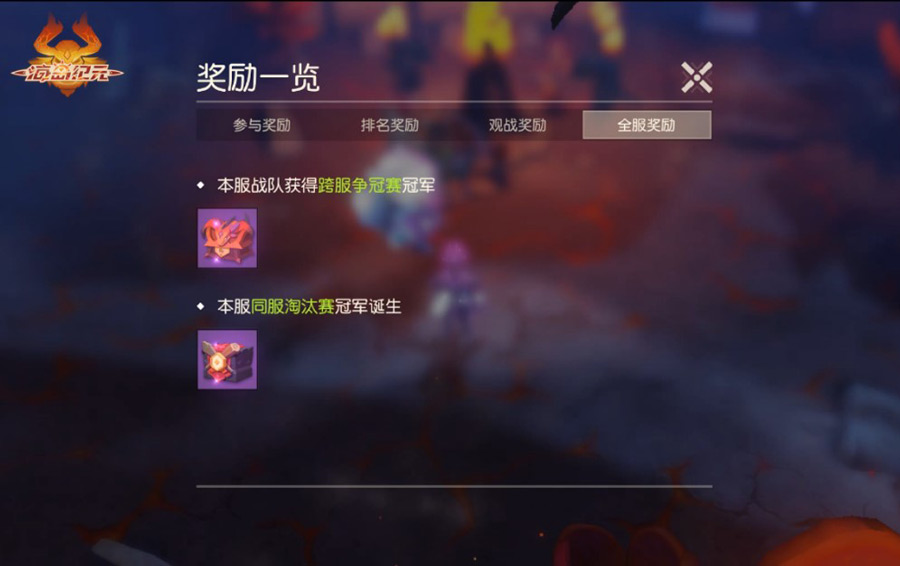 奖励一览
参与奖励 排名奖励 观战奖励 全服奖励
本服战队获得跨服争冠赛冠军
本服同服淘汰赛冠军诞生